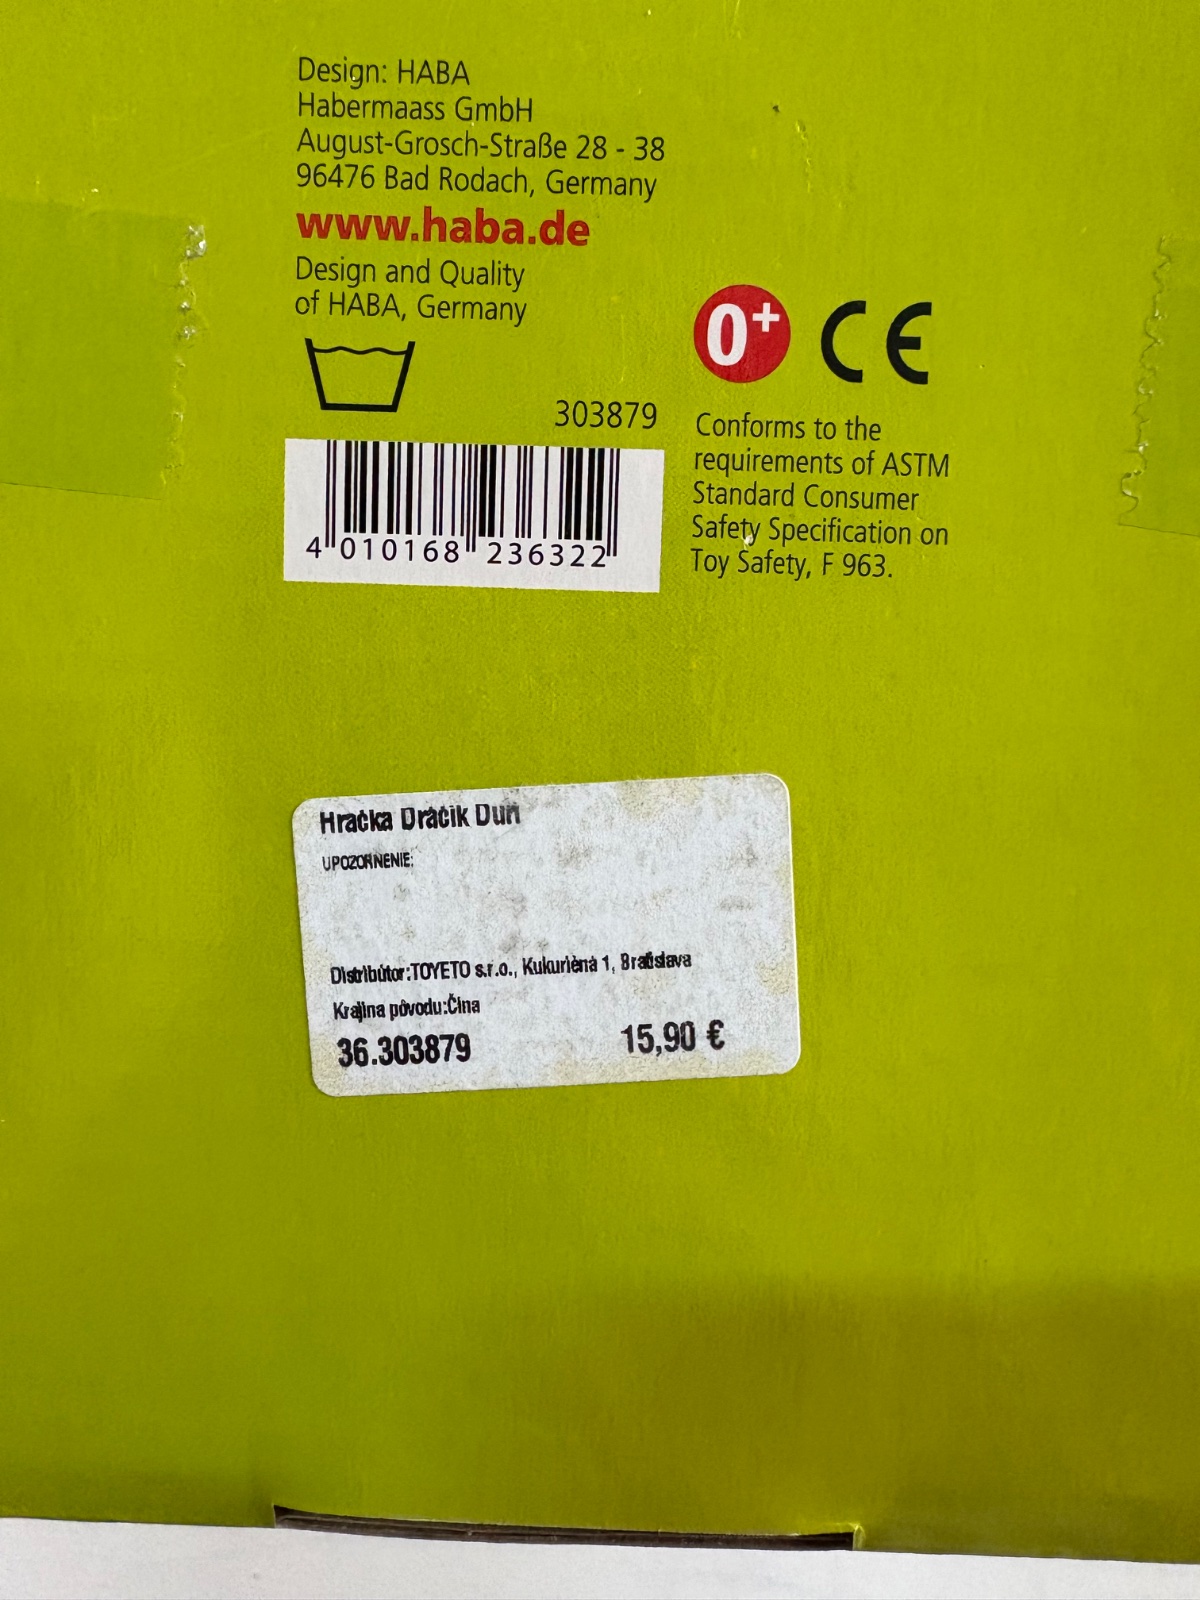 Design: HABA
Habermaass GmbH
August-Grosch-Straße 28 - 38
96476 Bad Rodach, Germany
www.haba.de
Design and Quality
of HABA, Germany
0+ CE
303879
4 010168 236322
Conforms to the
requirements of ASTM
Standard Consumer
Safety Specification on
Toy Safety, F 963.
Hračka Dráčik Duri
UPOZORNENIE:
Distribútor:TOYETO s.r.o., Kukuričná 1, Bratislava
Krajina pôvodu:Čína
36.303879 15,90 €